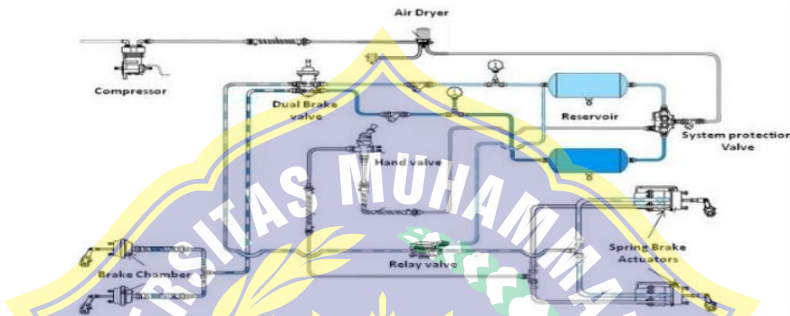 Air Dryer
Compressor
Dual Brake
valve
Reservoir
System protection
Valve
Hand valve
Spring Brake
Actuators
Relay valve
Brake Chamber
ERSITAS MUHAMMA